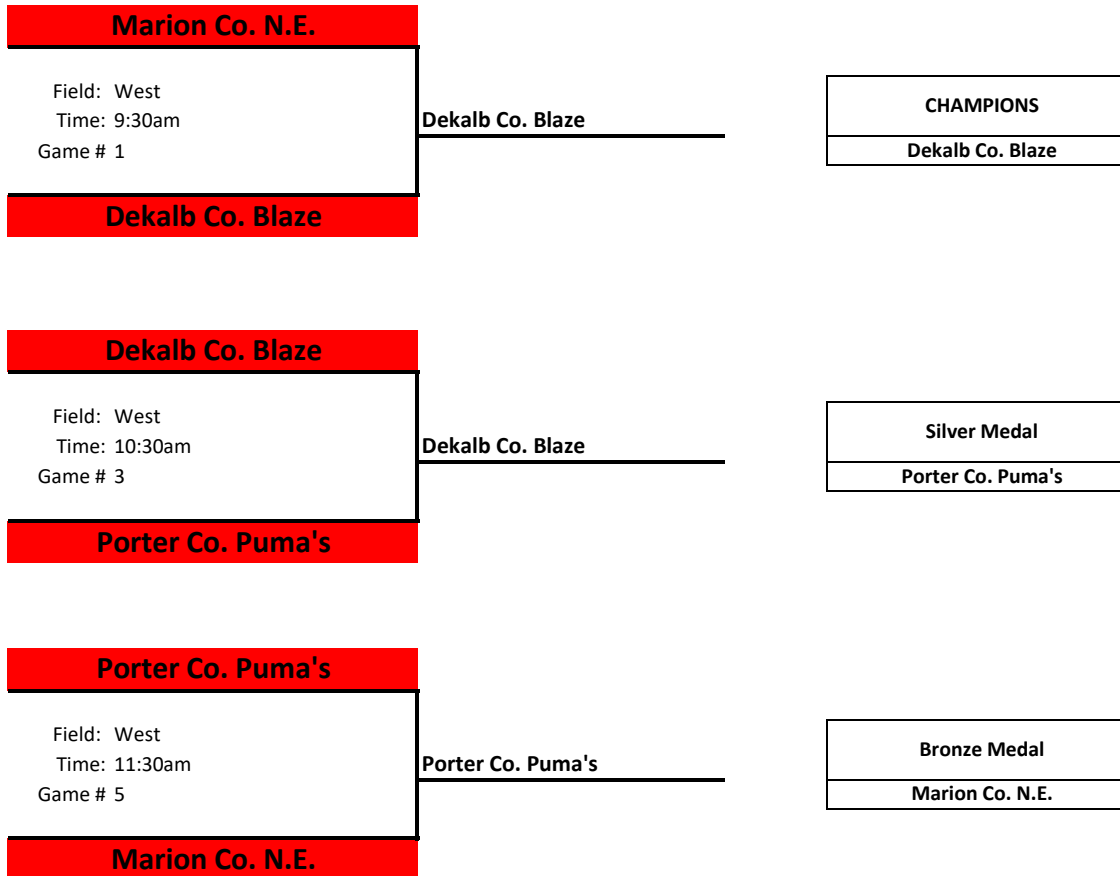 Marion Co. N.E.
Field: West
Time: 9:30am
Game # 1
Dekalb Co. Blaze
Dekalb Co. Blaze
CHAMPIONS
Dekalb Co. Blaze
Dekalb Co. Blaze
Field: West
Time: 10:30am
Game # 3
Dekalb Co. Blaze
Porter Co. Puma's
Silver Medal
Porter Co. Puma's
Porter Co. Puma's
Field: West
Time: 11:30am
Game # 5
Porter Co. Puma's
Marion Co. N.E.
Bronze Medal
Marion Co. N.E.